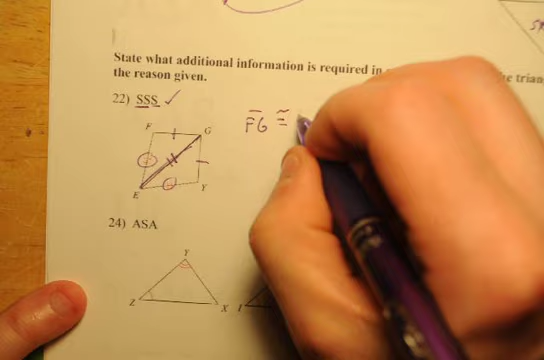 State what additional information is required in
the reason given.
22) SSS ✓
F
G
FG ≅
E
Y
24) ASA
Y
Z
X
I